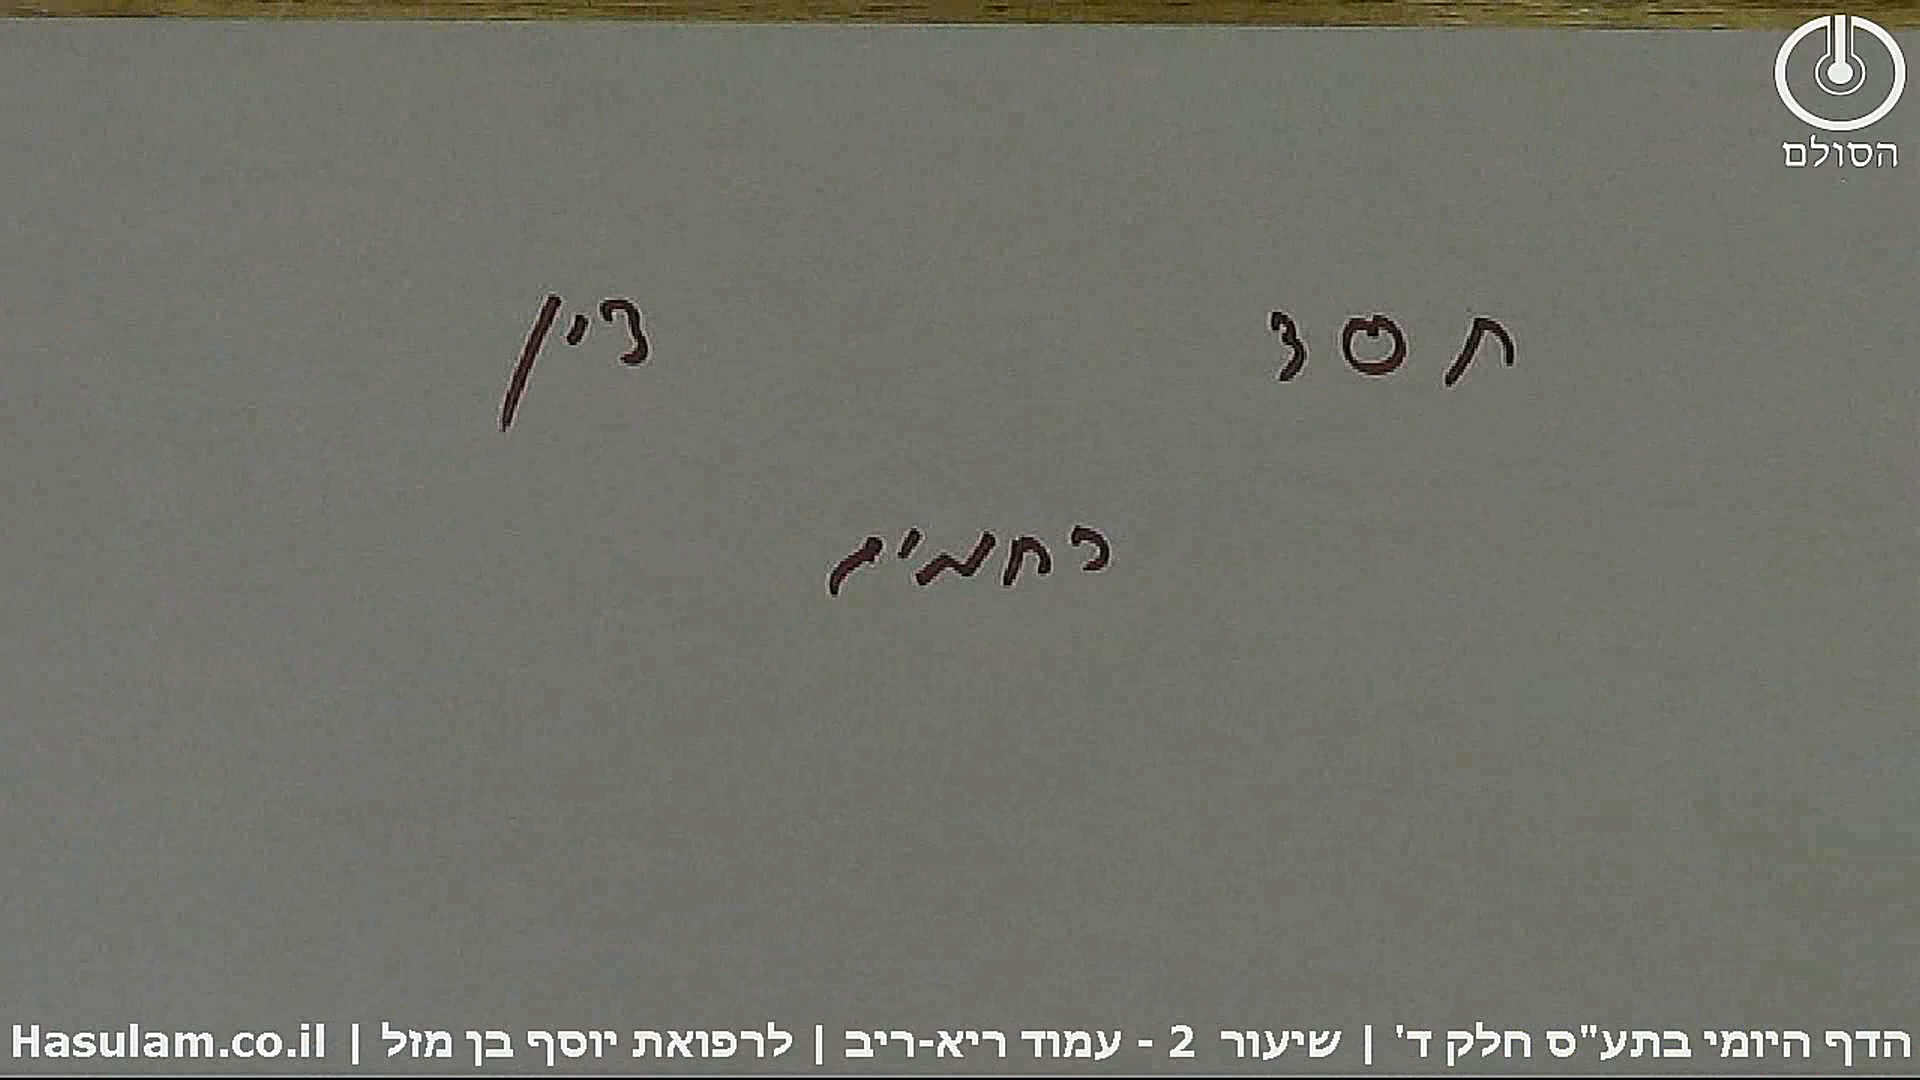 הסולם
חסד דין
רחמים
הדף היומי בתע"ס חלק ד' | שיעור 2 - עמוד ריא-ריב | לרפואת יוסף בן מזל | Hasulam.co.il